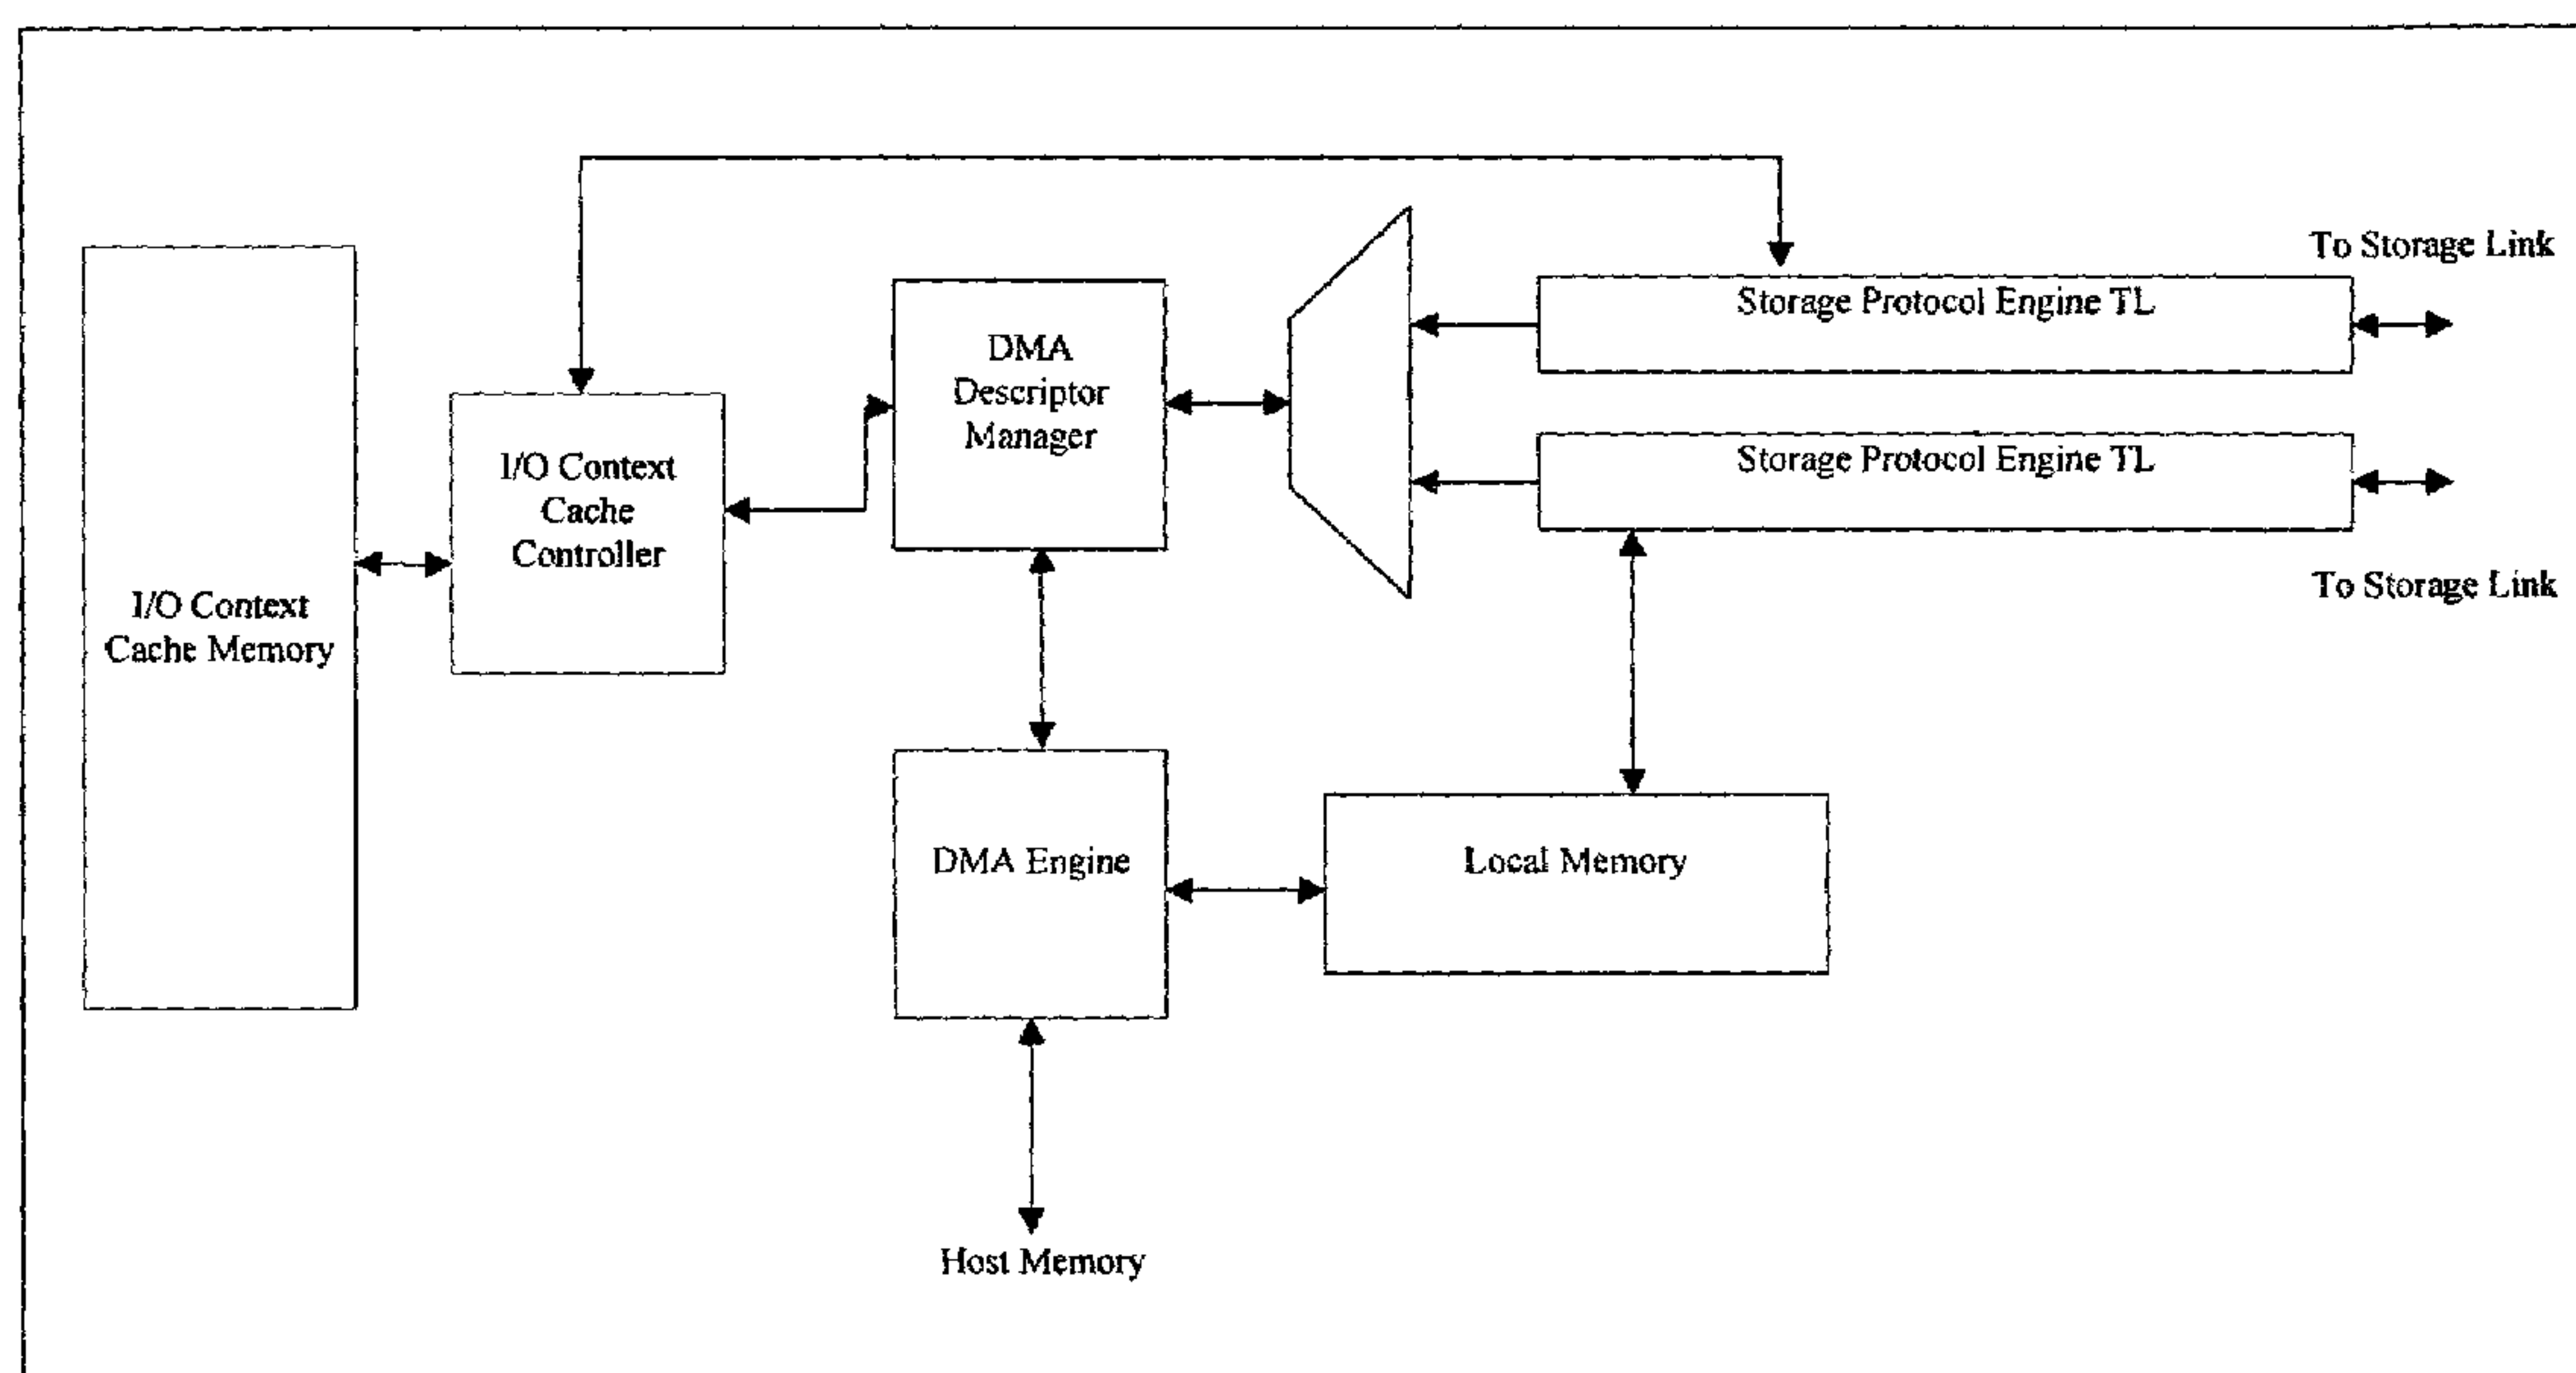 To Storage Link
Storage Protocol Engine TL
DMA
Descriptor
Manager
Storage Protocol Engine TL
I/O Context
Cache
Controller
To Storage Link
I/O Context
Cache Memory
DMA Engine
Local Memory
Host Memory